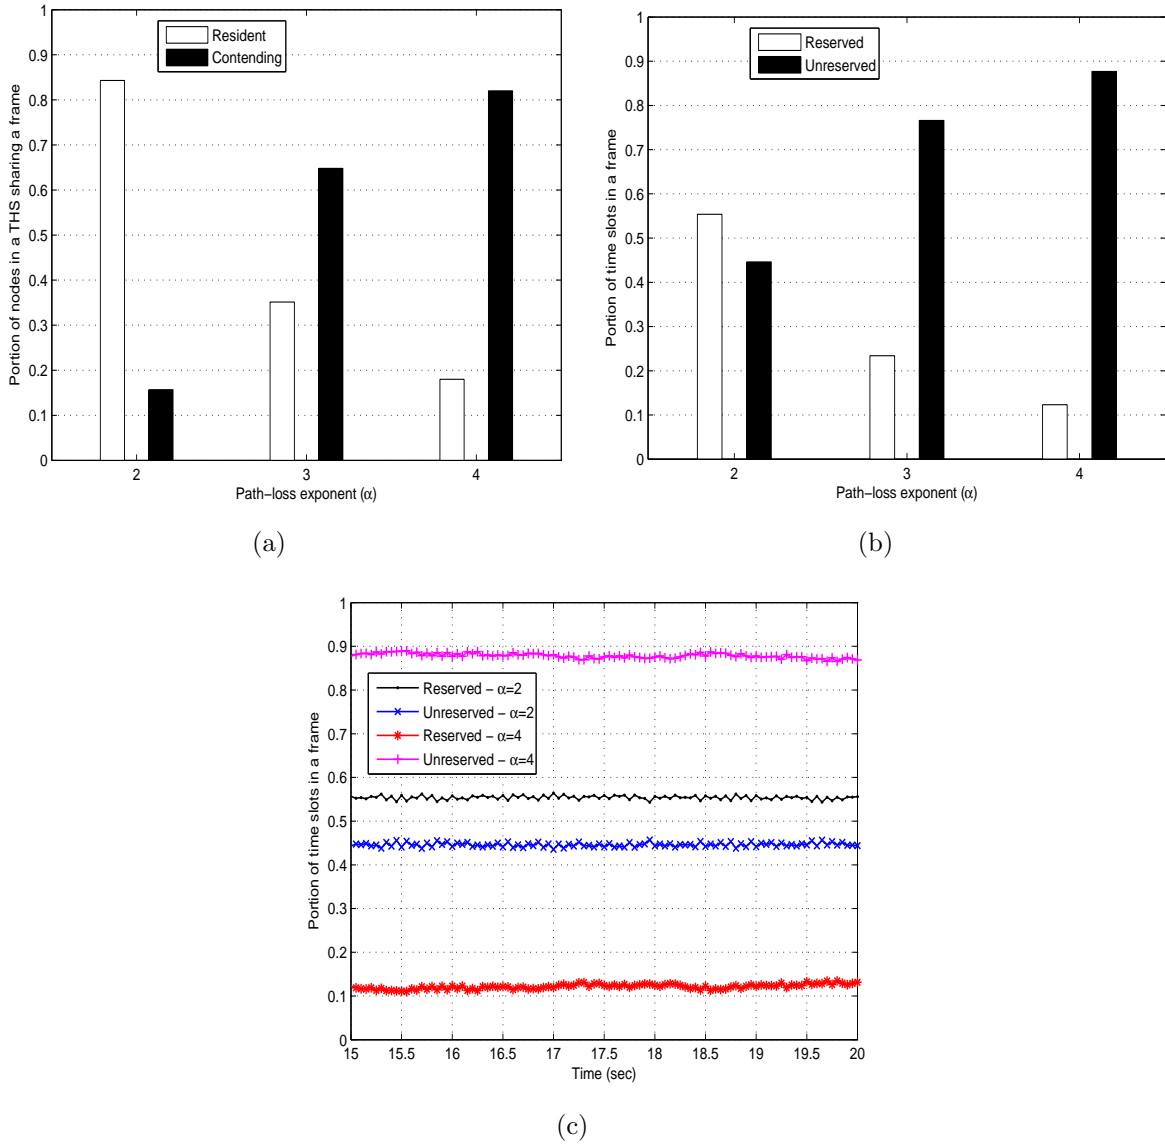 1
0.9
0.8
0.7
0.6
0.5
0.4
0.3
0.2
0.1
0
Portion of nodes in a THS sharing a frame
Resident
Contending
2 3 4
Path−loss exponent (α)
(a)
1
0.9
0.8
0.7
0.6
0.5
0.4
0.3
0.2
0.1
0
Portion of time slots in a frame
Reserved
Unreserved
2 3 4
Path−loss exponent (α)
(b)
1
0.9
0.8
0.7
0.6
0.5
0.4
0.3
0.2
0.1
0
Portion of time slots in a frame
Reserved − α=2
Unreserved − α=2
Reserved − α=4
Unreserved − α=4
15 15.5 16 16.5 17 17.5 18 18.5 19 19.5 20
Time (sec)
(c)